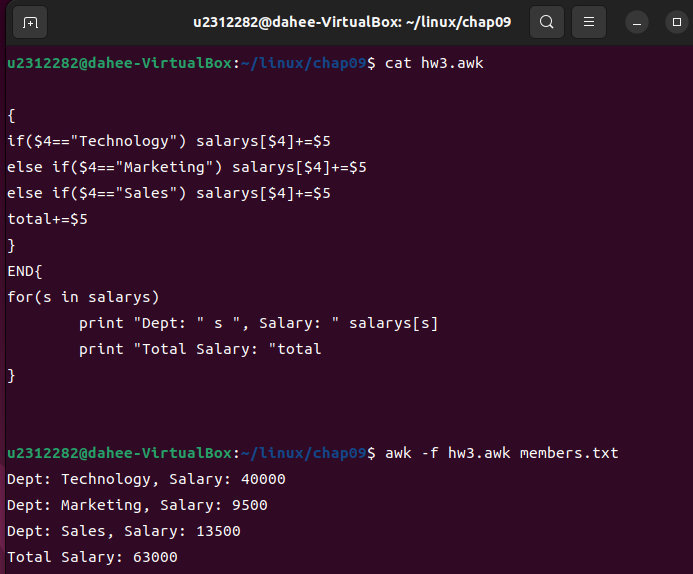 u2312282@dahee-VirtualBox: ~/linux/chap09
u2312282@dahee-VirtualBox:~/linux/chap09$ cat hw3.awk
{
if($4=="Technology") salarys[$4]+=$5
else if($4=="Marketing") salarys[$4]+=$5
else if($4=="Sales") salarys[$4]+=$5
total+=$5
}
END{
for(s in salarys)
        print "Dept: " s ", Salary: " salarys[s]
        print "Total Salary: "total
}
u2312282@dahee-VirtualBox:~/linux/chap09$ awk -f hw3.awk members.txt
Dept: Technology, Salary: 40000
Dept: Marketing, Salary: 9500
Dept: Sales, Salary: 13500
Total Salary: 63000